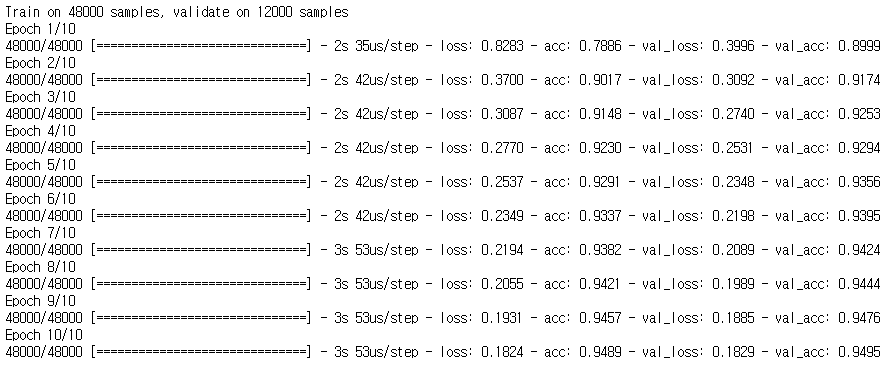 Train on 48000 samples, validate on 12000 samples
Epoch 1/10
48000/48000 [==============================] - 2s 35us/step - loss: 0.8283 - acc: 0.7886 - val_loss: 0.3996 - val_acc: 0.8999
Epoch 2/10
48000/48000 [==============================] - 2s 42us/step - loss: 0.3700 - acc: 0.9017 - val_loss: 0.3092 - val_acc: 0.9174
Epoch 3/10
48000/48000 [==============================] - 2s 42us/step - loss: 0.3087 - acc: 0.9148 - val_loss: 0.2740 - val_acc: 0.9253
Epoch 4/10
48000/48000 [==============================] - 2s 42us/step - loss: 0.2770 - acc: 0.9230 - val_loss: 0.2531 - val_acc: 0.9294
Epoch 5/10
48000/48000 [==============================] - 2s 42us/step - loss: 0.2537 - acc: 0.9291 - val_loss: 0.2348 - val_acc: 0.9356
Epoch 6/10
48000/48000 [==============================] - 2s 42us/step - loss: 0.2349 - acc: 0.9337 - val_loss: 0.2198 - val_acc: 0.9395
Epoch 7/10
48000/48000 [==============================] - 3s 53us/step - loss: 0.2194 - acc: 0.9382 - val_loss: 0.2089 - val_acc: 0.9424
Epoch 8/10
48000/48000 [==============================] - 3s 53us/step - loss: 0.2055 - acc: 0.9421 - val_loss: 0.1989 - val_acc: 0.9444
Epoch 9/10
48000/48000 [==============================] - 3s 53us/step - loss: 0.1931 - acc: 0.9457 - val_loss: 0.1885 - val_acc: 0.9476
Epoch 10/10
48000/48000 [==============================] - 3s 53us/step - loss: 0.1824 - acc: 0.9489 - val_loss: 0.1829 - val_acc: 0.9495